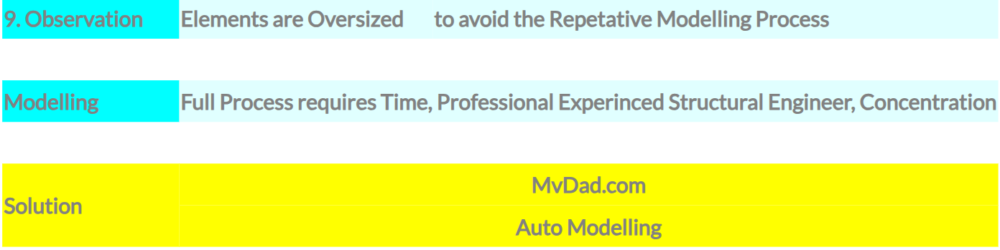 9. Observation Elements are Oversized to avoid the Repetative Modelling Process
Modelling Full Process requires Time, Professional Experinced Structural Engineer, Concentration
MvDad.com
Solution
Auto Modelling